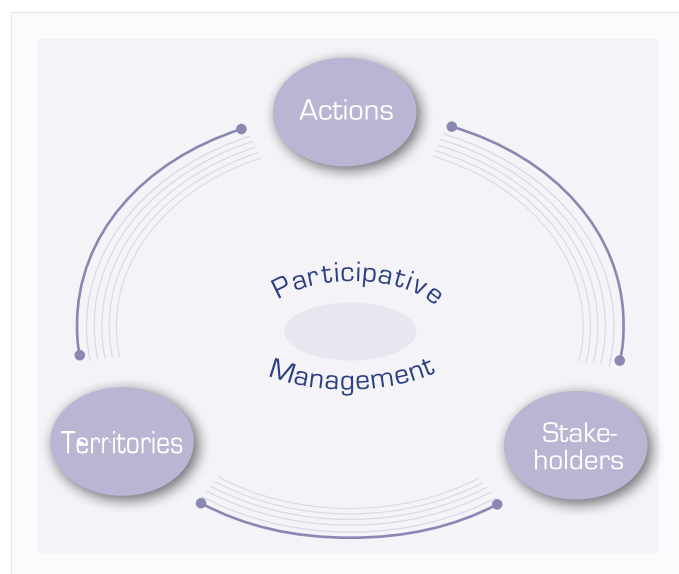 Actions
Participative
Management
Territories
Stake-
holders